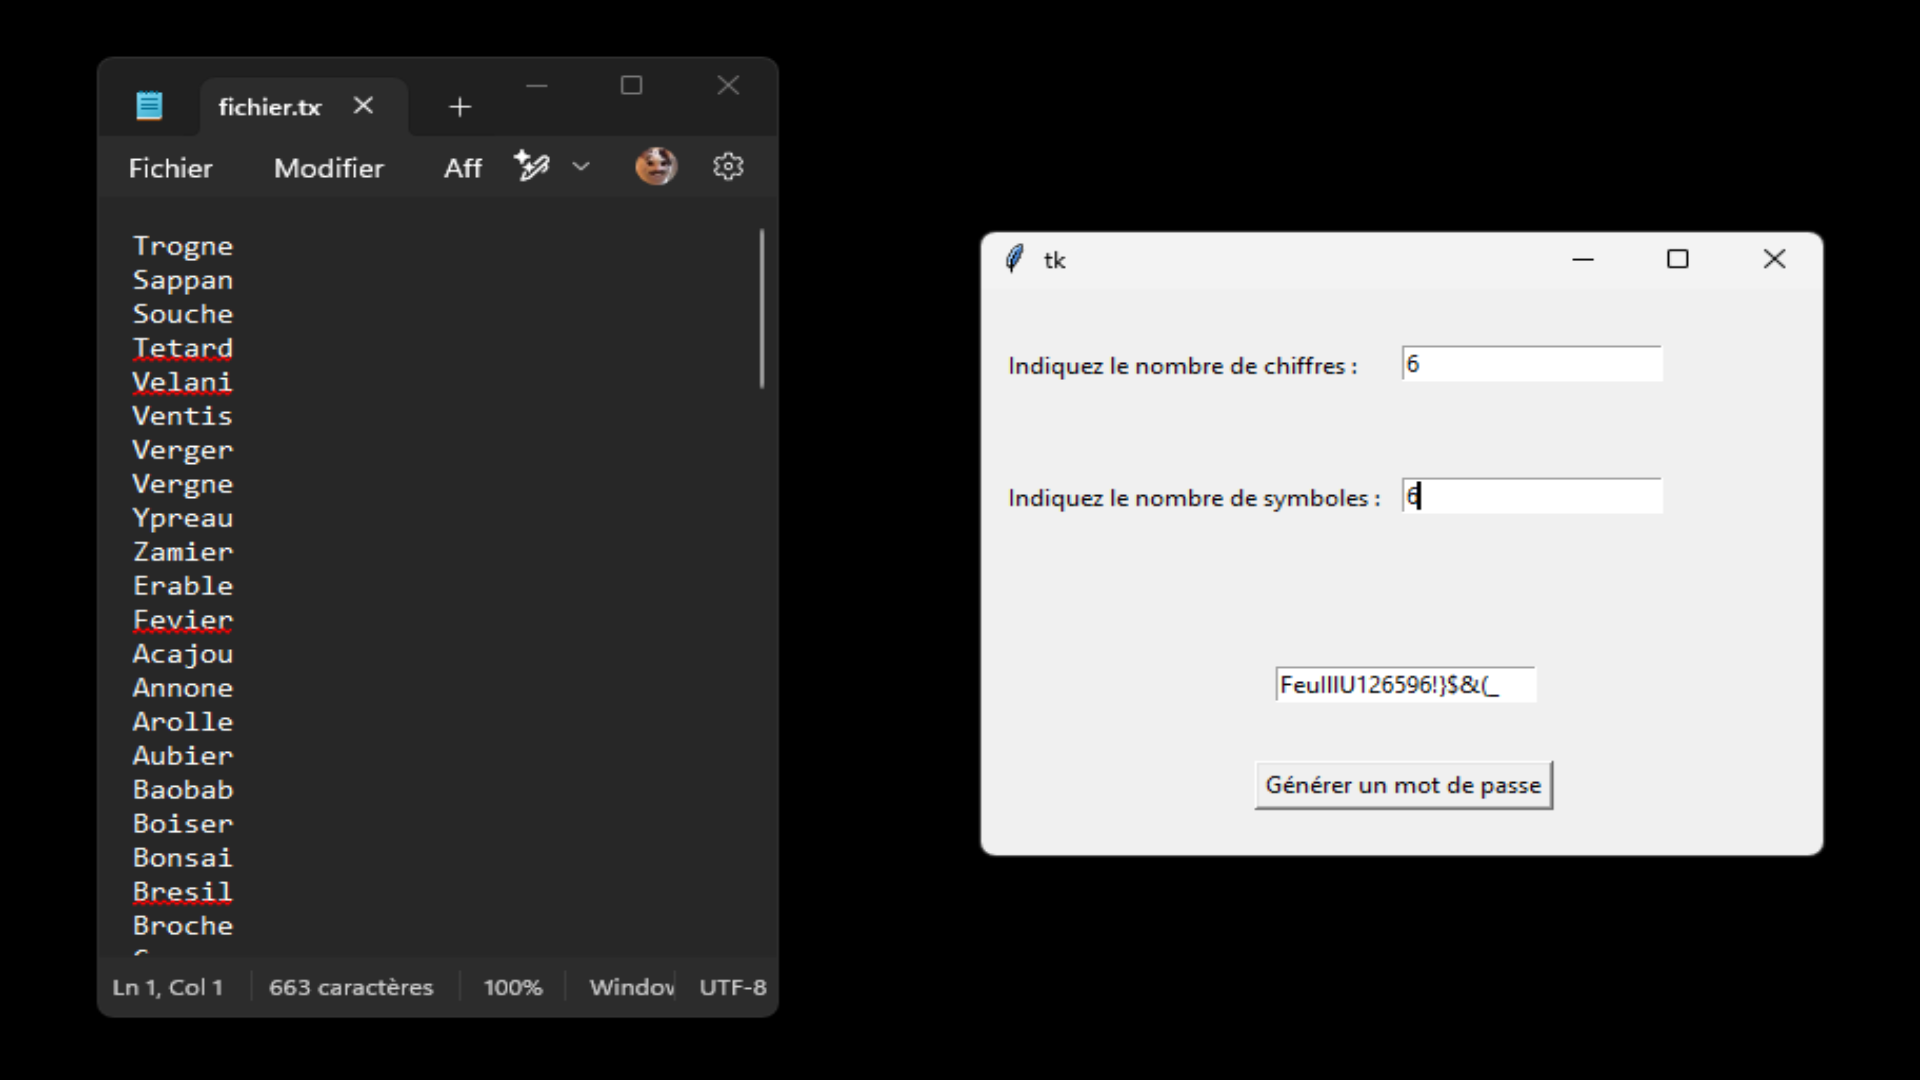 fichier.tx
Fichier Modifier Aff
Trogne
Sappan
Souche
Tetard
Velani
Ventis
Verger
Vergne
Ypreau
Zamier
Erable
Fevier
Acajou
Annone
Arolle
Aubier
Baobab
Boiser
Bonsai
Bresil
Broche
Ln 1, Col 1 663 caractères 100% Window UTF-8
tk
Indiquez le nombre de chiffres : 6
Indiquez le nombre de symboles : 6
Générer un mot de passe